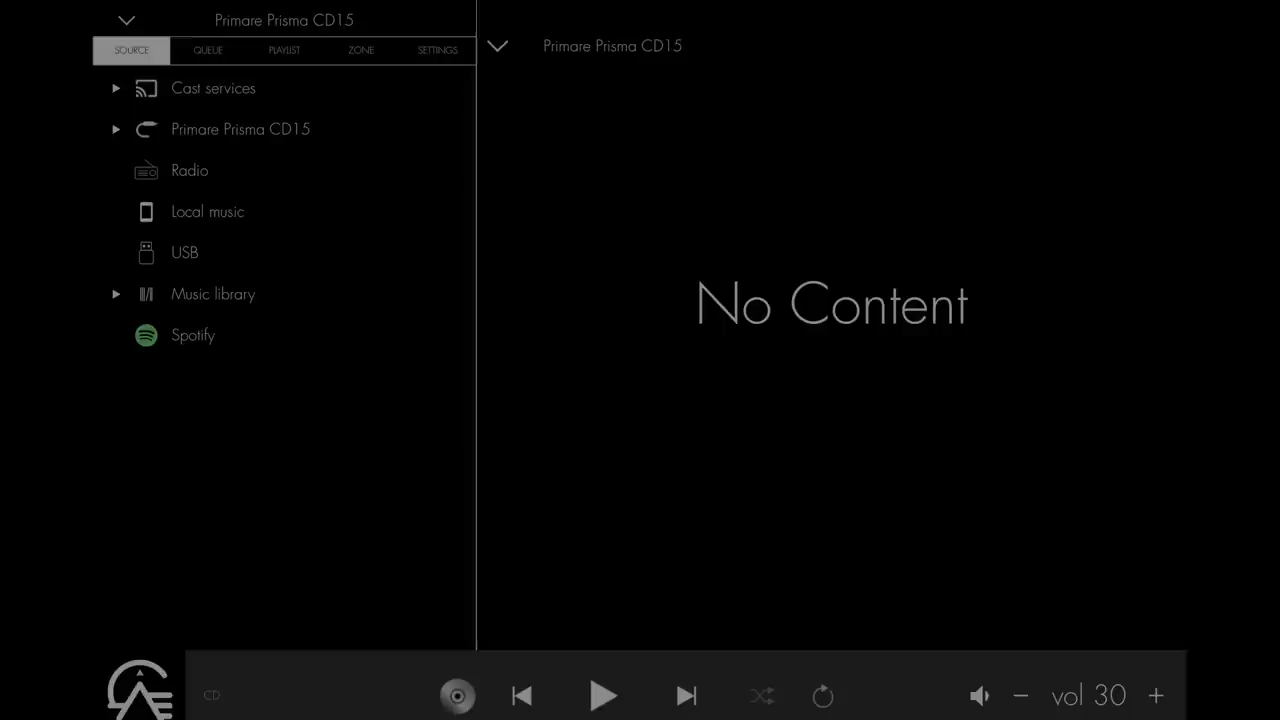 Primare Prisma CD15
SOURCE QUEUE PLAYLIST ZONE SETTINGS
Cast services
Primare Prisma CD15
Radio
Local music
USB
Music library
Spotify
Primare Prisma CD15
No Content
CD
vol 30